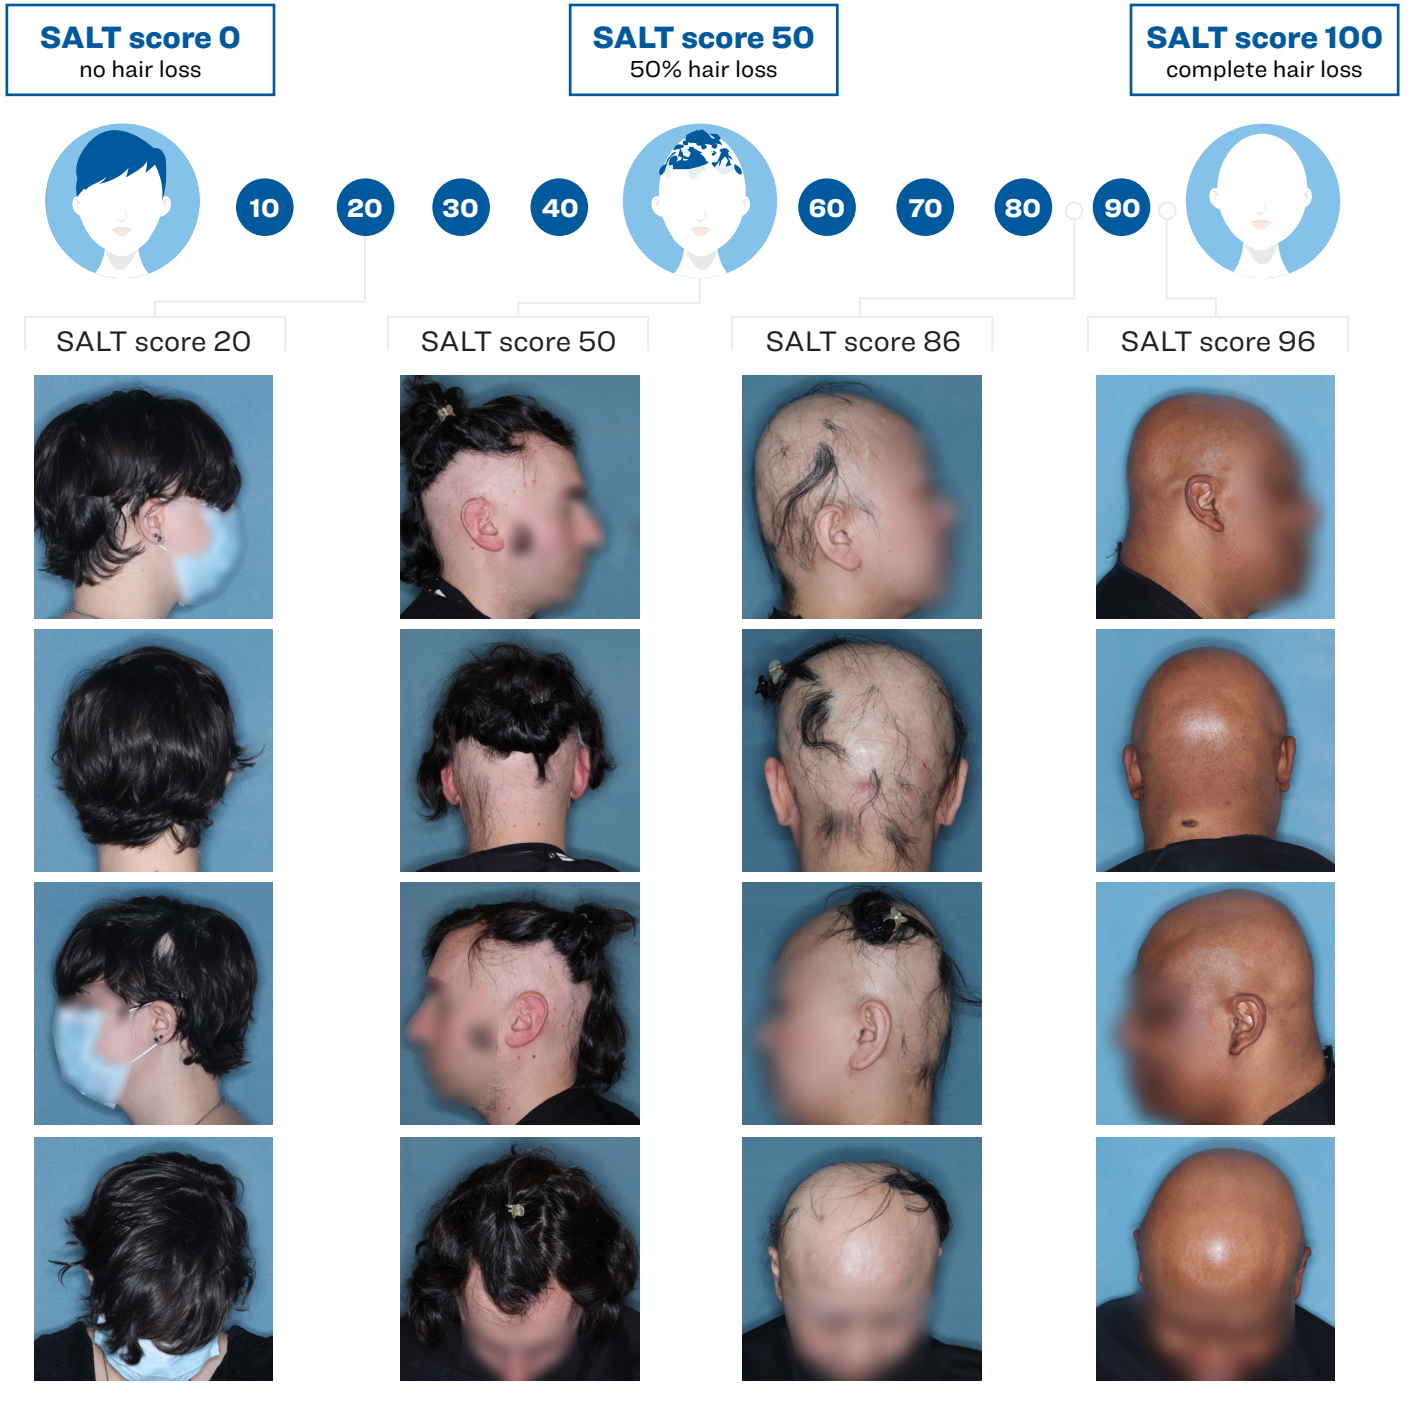 SALT score 0
no hair loss
SALT score 50
50% hair loss
SALT score 100
complete hair loss
10
20
30
40
60
70
80
90
SALT score 20
SALT score 50
SALT score 86
SALT score 96